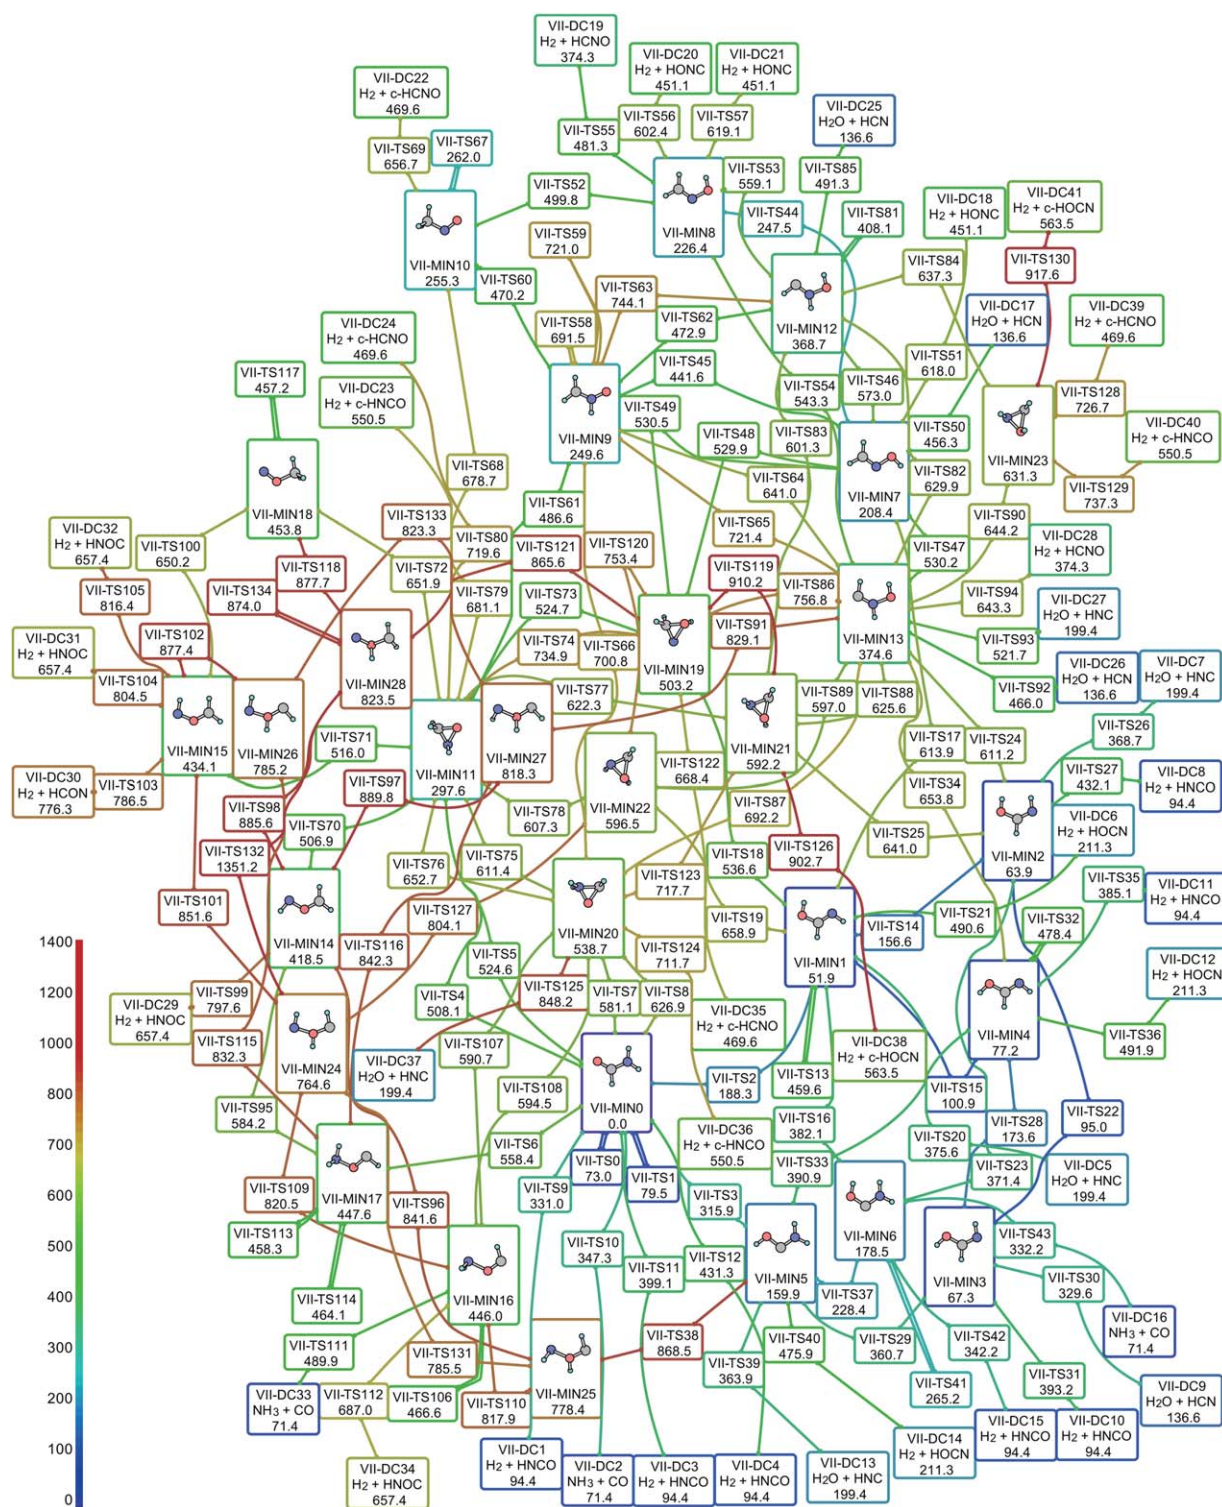 VII-DC19
H₂ + HCNO
374.3
VII-DC20
H₂ + HONC
451.1
VII-DC21
H₂ + HONC
451.1
VII-DC22
H₂ + c-HCNO
469.6
VII-DC25
H₂O + HCN
136.6
VII-TS56
602.4
VII-TS57
619.1
VII-TS55
481.3
VII-TS69
656.7
VII-TS67
262.0
VII-TS53
559.1
VII-TS85
491.3
VII-TS52
499.8
VII-MIN8
226.4
VII-TS44
247.5
VII-TS81
408.1
VII-DC18
H₂ + HONC
451.1
VII-DC41
H₂ + c-HOCN
563.5
VII-MIN10
255.3
VII-TS59
721.0
VII-TS84
637.3
VII-TS130
917.6
VII-TS60
470.2
VII-TS63
744.1
VII-MIN12
368.7
VII-DC17
H₂O + HCN
136.6
VII-DC39
H₂ + c-HCNO
469.6
VII-DC24
H₂ + c-HCNO
469.6
VII-TS58
691.5
VII-TS62
472.9
VII-TS45
441.6
VII-TS51
618.0
VII-TS117
457.2
VII-DC23
H₂ + c-HNCO
550.5
VII-TS54
543.3
VII-TS46
573.0
VII-TS128
726.7
VII-MIN9
249.6
VII-TS49
530.5
VII-TS48
529.9
VII-TS83
601.3
VII-TS50
456.3
VII-DC40
H₂ + c-HNCO
550.5
VII-MIN23
631.3
VII-TS68
678.7
VII-TS64
641.0
VII-MIN7
208.4
VII-TS82
629.9
VII-TS129
737.3
VII-MIN18
453.8
VII-TS61
486.6
VII-TS133
823.3
VII-TS65
721.4
VII-TS90
644.2
VII-DC32
H₂ + HNOC
657.4
VII-TS100
650.2
VII-TS80
719.6
VII-TS121
865.6
VII-TS120
753.4
VII-TS47
530.2
VII-DC28
H₂ + HCNO
374.3
VII-TS118
877.7
VII-TS72
651.9
VII-TS119
910.2
VII-TS105
816.4
VII-TS134
874.0
VII-TS79
681.1
VII-TS73
524.7
VII-TS86
756.8
VII-MIN13
374.6
VII-TS94
643.3
VII-DC27
H₂O + HNC
199.4
VII-DC31
H₂ + HNOC
657.4
VII-TS102
877.4
VII-TS74
734.9
VII-TS66
700.8
VII-MIN19
503.2
VII-TS91
829.1
VII-TS93
521.7
VII-TS104
804.5
VII-MIN28
823.5
VII-DC26
H₂O + HCN
136.6
VII-DC7
H₂O + HNC
199.4
VII-TS77
622.3
VII-TS89
597.0
VII-TS88
625.6
VII-TS92
466.0
VII-MIN15
434.1
VII-MIN26
785.2
VII-TS71
516.0
VII-MIN11
297.6
VII-MIN27
818.3
VII-MIN21
592.2
VII-TS17
613.9
VII-TS24
611.2
VII-TS26
368.7
VII-DC30
H₂ + HCON
776.3
VII-TS103
786.5
VII-TS97
889.8
VII-TS122
668.4
VII-TS34
653.8
VII-TS27
432.1
VII-DC8
H₂ + HNCO
94.4
VII-TS98
885.6
VII-TS78
607.3
VII-MIN22
596.5
VII-TS87
692.2
VII-DC6
H₂ + HOCN
211.3
VII-TS70
506.9
VII-TS25
641.0
VII-TS132
1351.2
VII-TS76
652.7
VII-TS75
611.4
VII-TS18
536.6
VII-TS126
902.7
VII-MIN2
63.9
VII-TS123
717.7
VII-TS35
385.1
VII-DC11
H₂ + HNCO
94.4
VII-TS101
851.6
VII-TS127
804.1
VII-TS19
658.9
VII-TS14
156.6
VII-TS21
490.6
VII-TS32
478.4
1400
VII-MIN14
418.5
VII-TS116
842.3
VII-TS5
524.6
VII-MIN20
538.7
VII-TS124
711.7
VII-MIN1
51.9
VII-DC12
H₂ + HOCN
211.3
1200
VII-TS99
797.6
VII-TS4
508.1
VII-TS125
848.2
VII-TS7
581.1
VII-TS8
626.9
VII-DC29
H₂ + HNOC
657.4
VII-DC35
H₂ + c-HCNO
469.6
VII-MIN4
77.2
VII-TS36
491.9
1000
VII-TS115
832.3
VII-TS107
590.7
VII-DC38
H₂ + c-HOCN
563.5
VII-MIN24
764.6
VII-DC37
H₂O + HNC
199.4
VII-TS2
188.3
VII-TS13
459.6
VII-TS15
100.9
800
VII-TS95
584.2
VII-TS108
594.5
VII-MIN0
0.0
VII-TS16
382.1
VII-TS28
173.6
VII-TS22
95.0
VII-DC36
H₂ + c-HNCO
550.5
VII-TS20
375.6
700
VII-TS6
558.4
VII-TS0
73.0
VII-TS1
79.5
VII-TS33
390.9
VII-TS23
371.4
VII-DC5
H₂O + HNC
199.4
600
VII-TS109
820.5
VII-MIN17
447.6
VII-TS96
841.6
VII-TS9
331.0
VII-TS3
315.9
500
VII-TS113
458.3
VII-TS10
347.3
VII-TS12
431.3
VII-MIN6
178.5
VII-TS43
332.2
VII-TS11
399.1
VII-MIN5
159.9
VII-MIN3
67.3
VII-TS30
329.6
400
VII-TS114
464.1
VII-MIN16
446.0
VII-TS37
228.4
VII-DC16
NH₃ + CO
71.4
300
VII-TS111
489.9
VII-TS131
785.5
VII-TS38
868.5
VII-TS40
475.9
VII-TS29
360.7
VII-TS42
342.2
VII-TS39
363.9
VII-TS31
393.2
200
VII-DC33
NH₃ + CO
71.4
VII-TS112
687.0
VII-TS106
466.6
VII-TS110
817.9
VII-MIN25
778.4
VII-TS41
265.2
VII-DC9
H₂O + HCN
136.6
VII-DC15
H₂ + HNCO
94.4
VII-DC10
H₂ + HNCO
94.4
100
VII-DC34
H₂ + HNOC
657.4
VII-DC1
H₂ + HNCO
94.4
VII-DC2
NH₃ + CO
71.4
VII-DC3
H₂ + HNCO
94.4
VII-DC4
H₂ + HNCO
94.4
VII-DC13
H₂O + HNC
199.4
VII-DC14
H₂ + HOCN
211.3
0